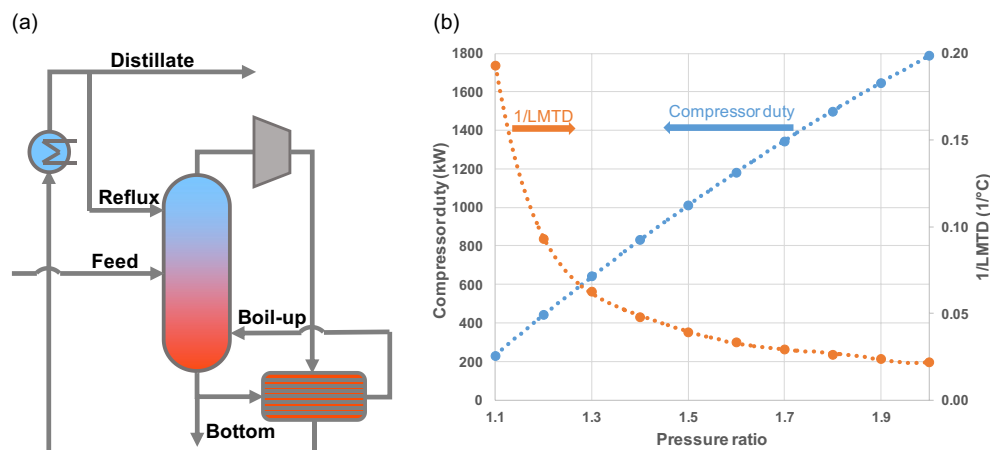 (a)
Distillate
Reflux
Feed
Boil-up
Bottom
(b)
1800
1600
1400
1200
1000
800
600
400
200
0
Compressor duty (kW)
1/LMTD
Compressor duty
0.20
0.15
0.10
0.05
0.00
1/LMTD (1/°C)
1.1 1.3 1.5 1.7 1.9
Pressure ratio